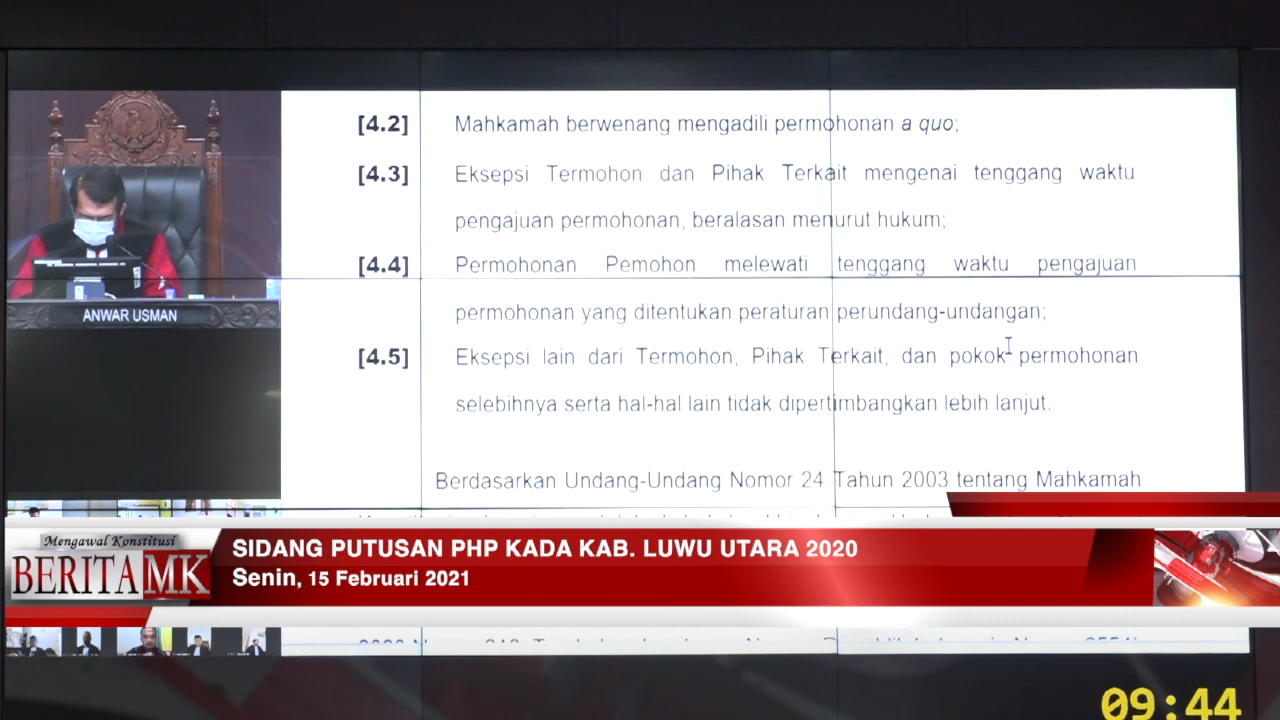 [4.2] Mahkamah berwenang mengadili permohonan a quo;
[4.3] Eksepsi Termohon dan Pihak Terkait mengenai tenggang waktu
pengajuan permohonan, beralasan menurut hukum;
[4.4] Permohonan Pemohon melewati tenggang waktu pengajuan
permohonan yang ditentukan peraturan perundang-undangan;
[4.5] Eksepsi lain dari Termohon, Pihak Terkait, dan pokok permohonan
selebihnya serta hal-hal lain tidak dipertimbangkan lebih lanjut.
Berdasarkan Undang-Undang Nomor 24 Tahun 2003 tentang Mahkamah
ANWAR USMAN
Mengawal Konstitusi
BERITAMK
SIDANG PUTUSAN PHP KADA KAB. LUWU UTARA 2020
Senin, 15 Februari 2021
09:44